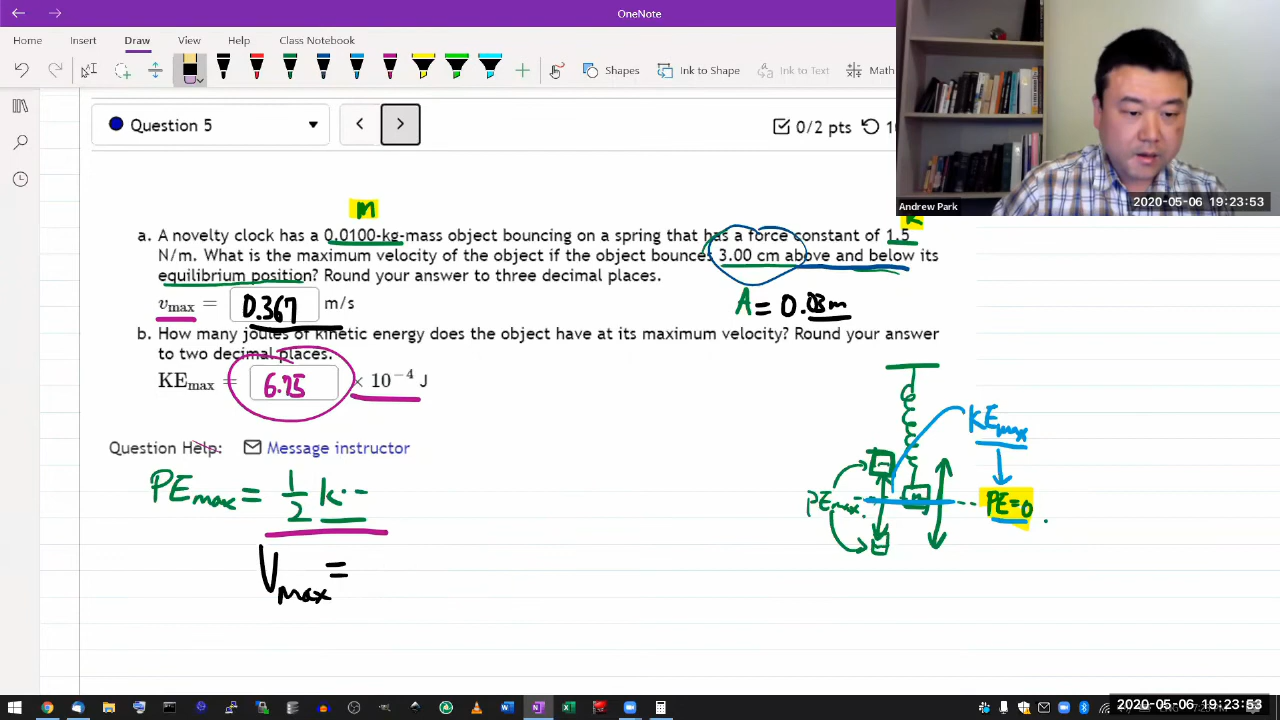 OneNote
Home Insert Draw View Help Class Notebook
Shapes Ink to Shape Ink to Text Math
Question 5 < > 0/2 pts
Andrew Park 2020-05-06 19:23:53
m
k
a. A novelty clock has a 0.0100-kg-mass object bouncing on a spring that has a force constant of 1.5
N/m. What is the maximum velocity of the object if the object bounces 3.00 cm above and below its
equilibrium position? Round your answer to three decimal places.
vmax = 0.367 m/s
A = 0.03m
b. How many joules of kinetic energy does the object have at its maximum velocity? Round your answer
to two decimal places.
KEmax = 6.75 × 10⁻⁴ J
Question Help: Message instructor
PEmax = 1/2 k··-
Vmax =
KEmax
PEmax
m
PE=0
2020-05-06 19:23:53